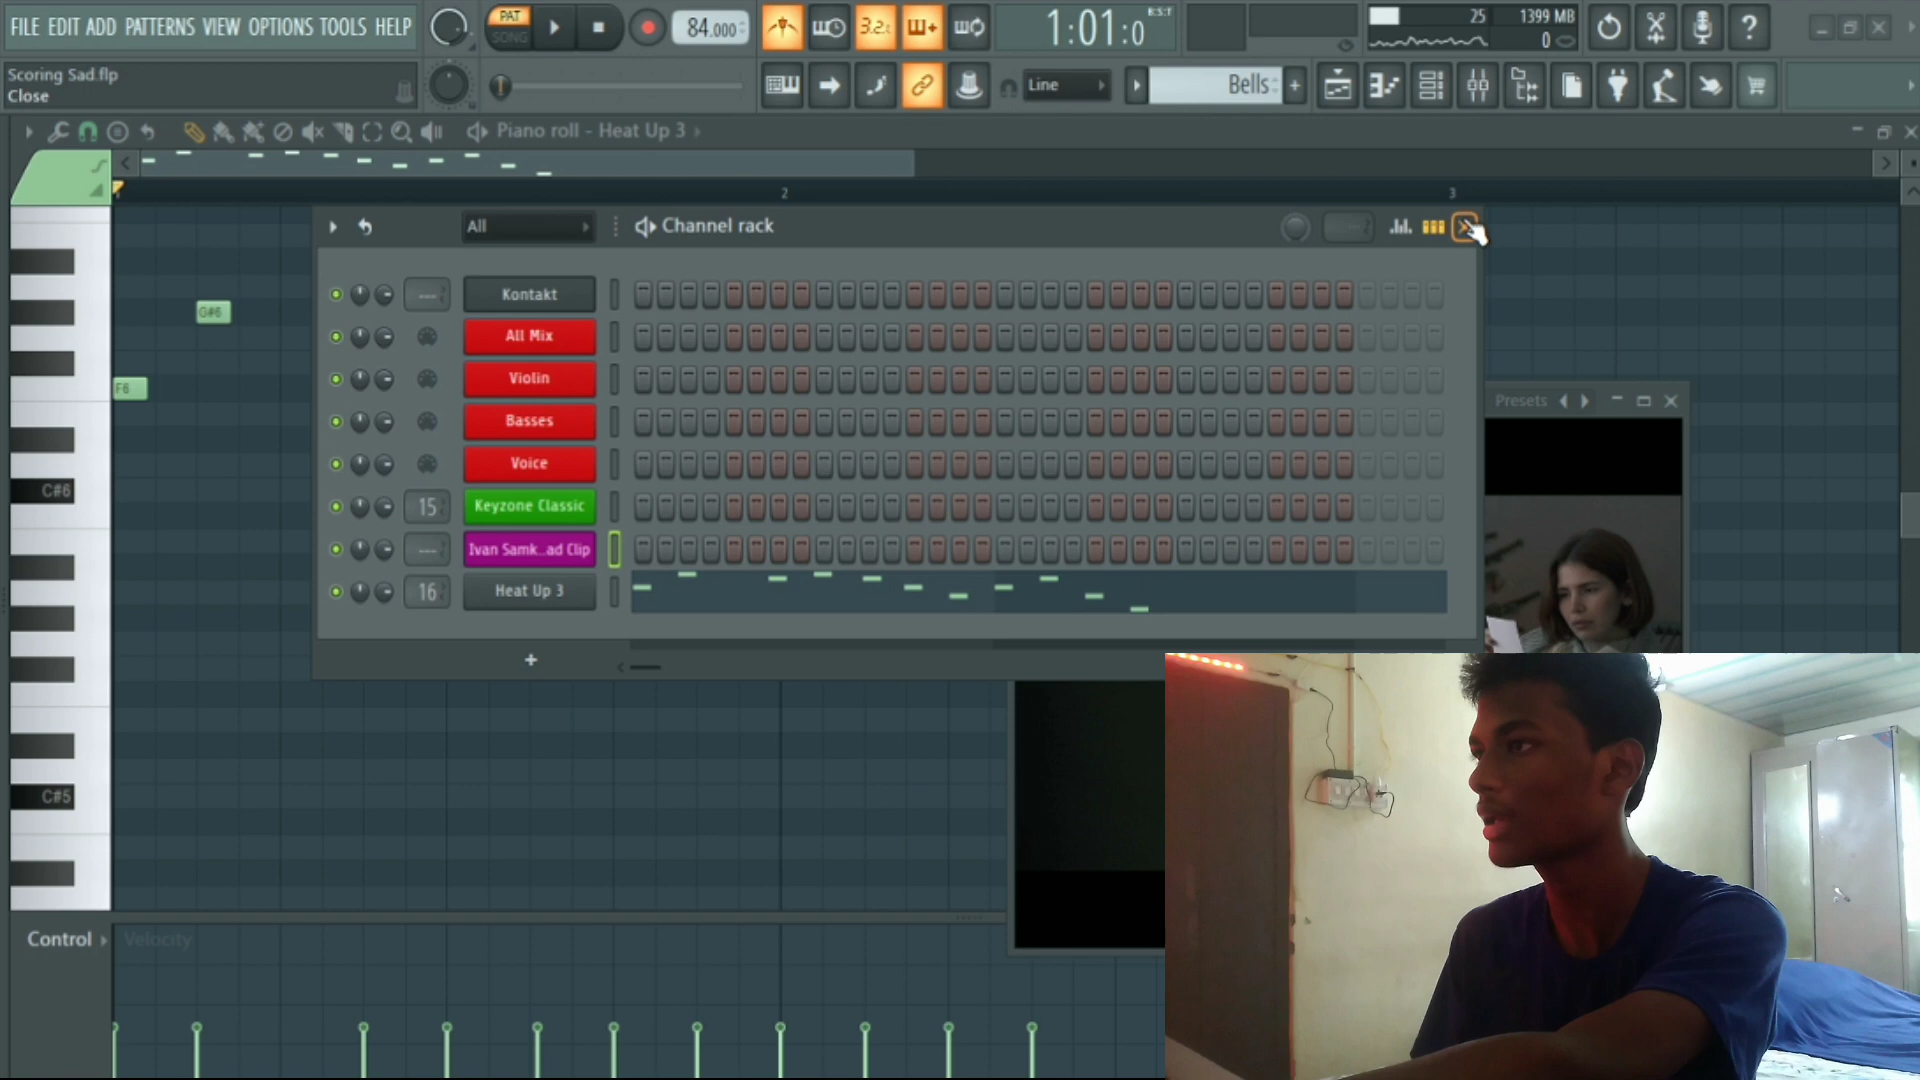 FILE EDIT ADD PATTERNS VIEW OPTIONS TOOLS HELP
PAT
SONG
84.000
3.2
1:01:0
B:S:T
25
1399 MB
0
?
Scoring Sad.flp
Close
Line
Bells
+
Piano roll - Heat Up 3
2
3
All
Channel rack
Kontakt
All Mix
Violin
Basses
Voice
15
Keyzone Classic
Ivan Samk..ad Clip
16
Heat Up 3
+
G#6
F6
C#6
C#5
Presets
Control
Velocity